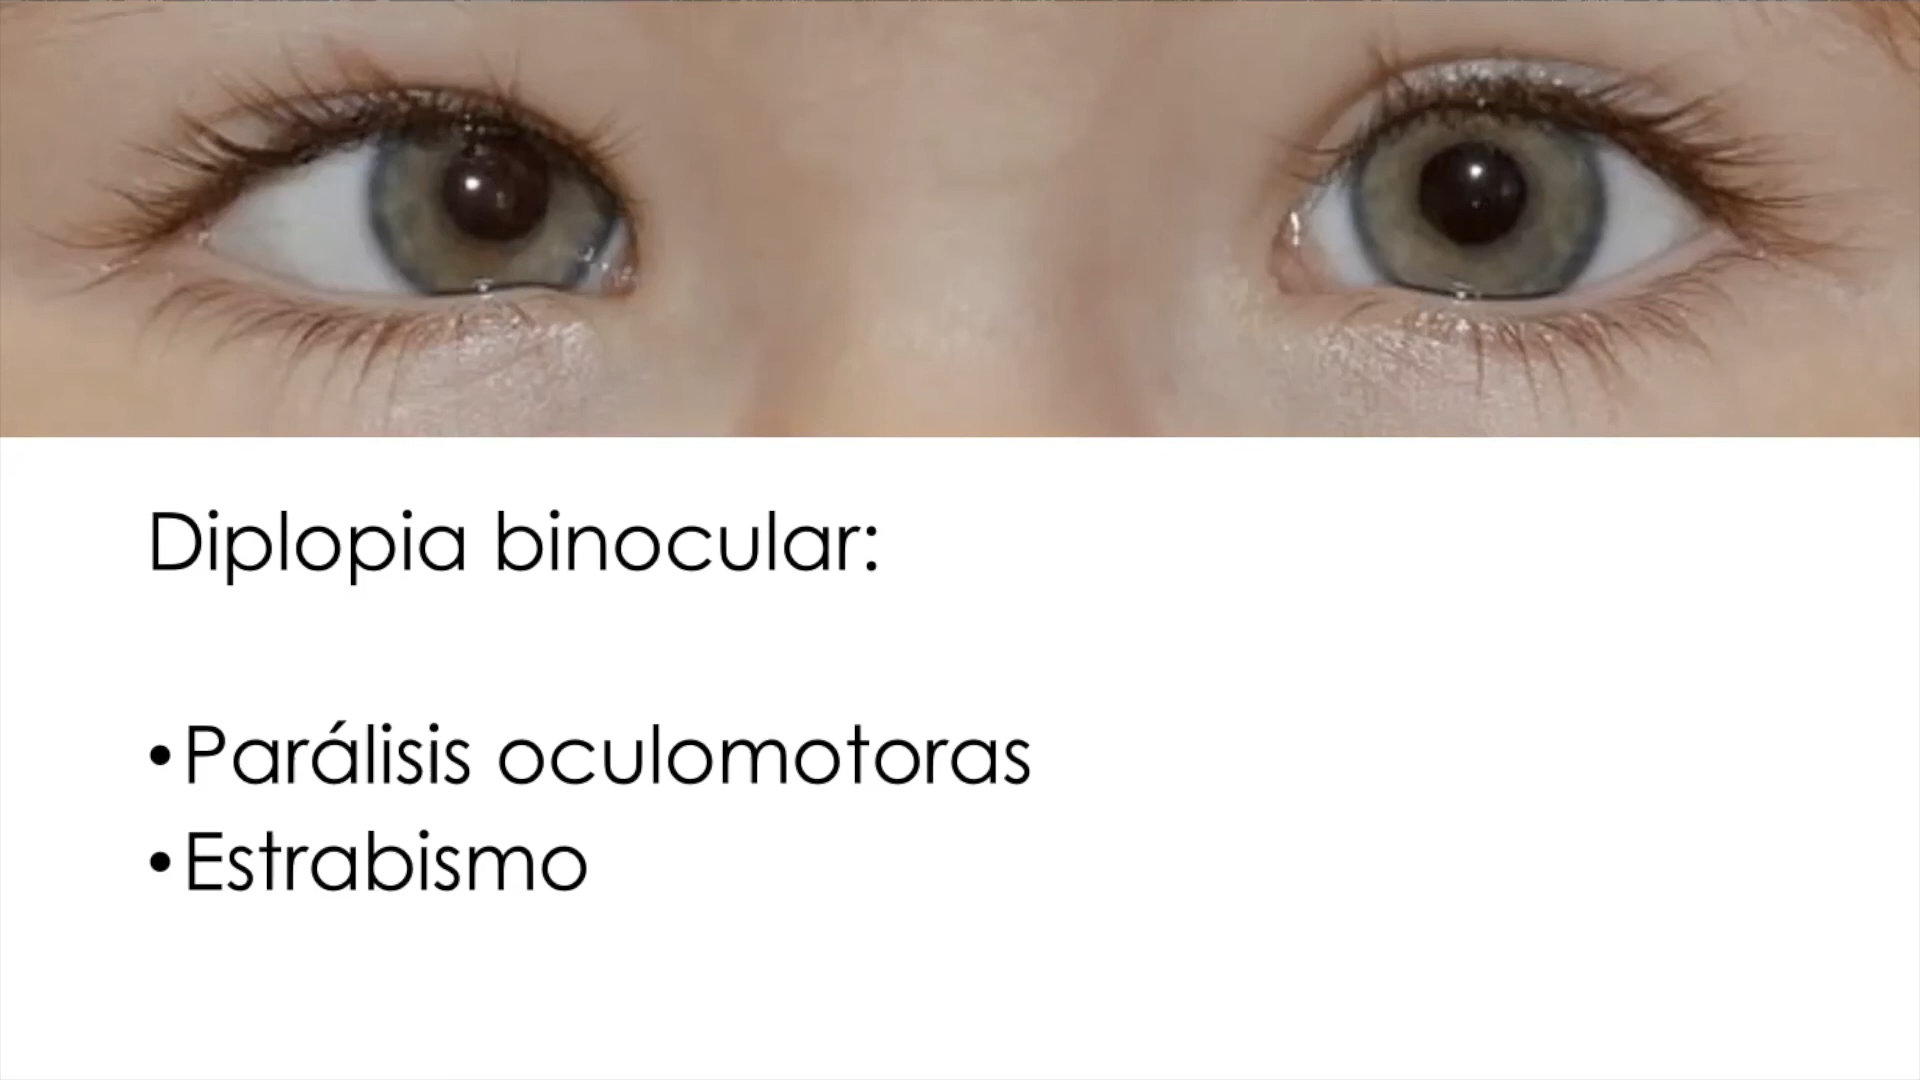 Diplopia binocular:
• Parálisis oculomotoras
• Estrabismo